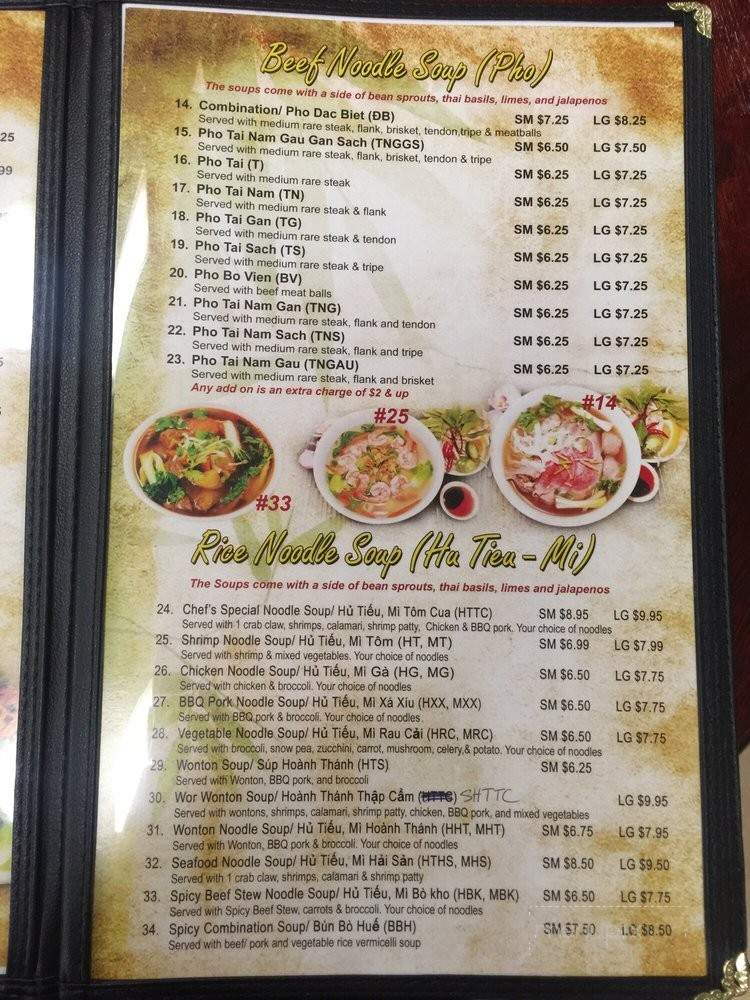 25
99
5
Beef Noodle Soup (Pho)
The soups come with a side of bean sprouts, thai basils, limes, and jalapenos
14. Combination/ Pho Dac Biet (ĐB) SM $7.25 LG $8.25
Served with medium rare steak, flank, brisket, tendon,tripe & meatballs
15. Pho Tai Nam Gau Gan Sach (TNGGS) SM $6.50 LG $7.50
Served with medium rare steak, flank, brisket, tendon & tripe
16. Pho Tai (T) SM $6.25 LG $7.25
Served with medium rare steak
17. Pho Tai Nam (TN) SM $6.25 LG $7.25
Served with medium rare steak & flank
18. Pho Tai Gan (TG) SM $6.25 LG $7.25
Served with medium rare steak & tendon
19. Pho Tai Sach (TS) SM $6.25 LG $7.25
Served with medium rare steak & tripe
20. Pho Bo Vien (BV) SM $6.25 LG $7.25
Served with beef meat balls
21. Pho Tai Nam Gan (TNG) SM $6.25 LG $7.25
Served with medium rare steak, flank and tendon
22. Pho Tai Nam Sach (TNS) SM $6.25 LG $7.25
Served with medium rare steak, flank and tripe
23. Pho Tai Nam Gau (TNGAU) SM $6.25 LG $7.25
Served with medium rare steak, flank and brisket
Any add on is an extra charge of $2 & up
#33
#25
#14
Rice Noodle Soup (Hu Tieu - Mi)
The Soups come with a side of bean sprouts, thai basils, limes and jalapenos
24. Chef's Special Noodle Soup/ Hủ Tiếu, Mì Tôm Cua (HTTC) SM $8.95 LG $9.95
Served with 1 crab claw, shrimps, calamari, shrimp patty, Chicken & BBQ pork. Your choice of noodles
25. Shrimp Noodle Soup/ Hủ Tiếu, Mì Tôm (HT, MT) SM $6.99 LG $7.99
Served with shrimp & mixed vegetables. Your choice of noodles
26. Chicken Noodle Soup/ Hủ Tiếu, Mì Gà (HG, MG) SM $6.50 LG $7.75
Served with chicken & broccoli. Your choice of noodles
27. BBQ Pork Noodle Soup/ Hủ Tiếu, Mì Xá Xíu (HXX, MXX) SM $6.50 LG $7.75
Served with BBQ pork & broccoli. Your choice of noodles
28. Vegetable Noodle Soup/ Hủ Tiếu, Mì Rau Cải (HRC, MRC) SM $6.50 LG $7.75
Served with broccoli, snow pea, zucchini, carrot, mushroom, celery,& potato. Your choice of noodles
29. Wonton Soup/ Súp Hoành Thánh (HTS) SM $6.25
Served with Wonton, BBQ pork, and broccoli
30. Wor Wonton Soup/ Hoành Thánh Thập Cẩm (HTTC) SHTTC LG $9.95
Served with wontons, shrimps, calamari, shrimp patty, chicken, BBQ pork, and mixed vegetables
31. Wonton Noodle Soup/ Hủ Tiếu, Mì Hoành Thánh (HHT, MHT) SM $6.75 LG $7.95
Served with Wonton, BBQ pork & broccoli. Your choice of noodles
32. Seafood Noodle Soup/ Hủ Tiếu, Mì Hải Sản (HTHS, MHS) SM $8.50 LG $9.50
Served with 1 crab claw, shrimps, calamari & shrimp patty
33. Spicy Beef Stew Noodle Soup/ Hủ Tiếu, Mì Bò kho (HBK, MBK) SM $6.50 LG $7.75
Served with Spicy Beef Stew, carrots & broccoli. Your choice of noodles
34. Spicy Combination Soup/ Bún Bò Huế (BBH) SM $7.50 LG $8.50
Served with beef/ pork and vegetable rice vermicelli soup